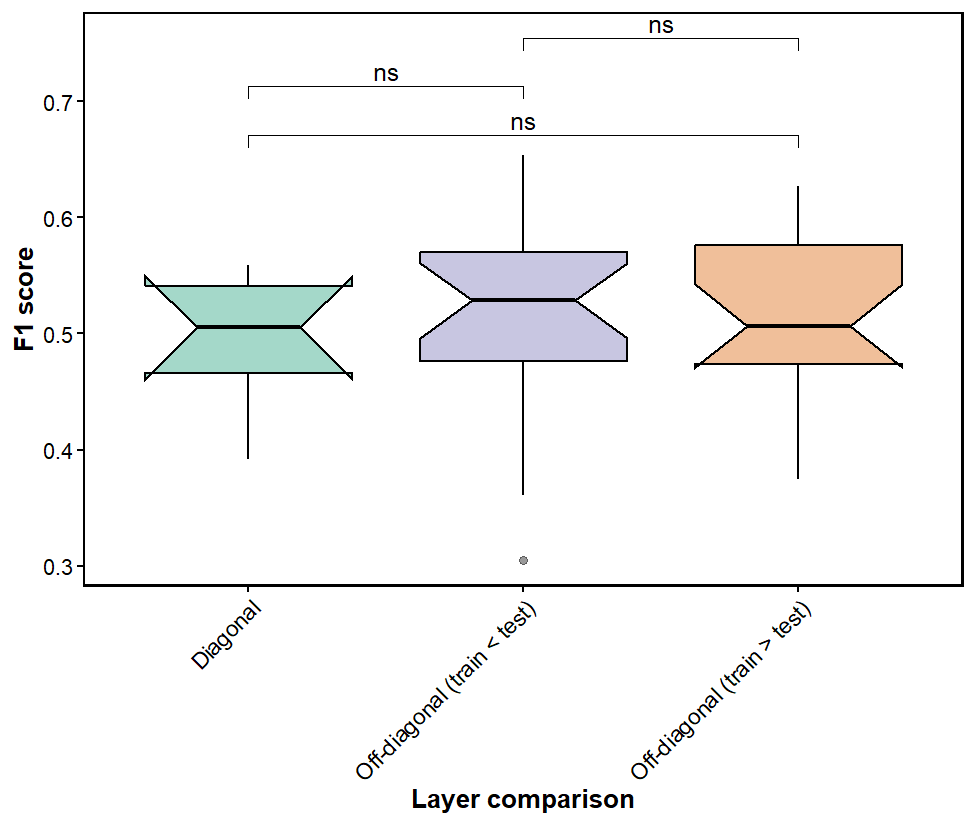 ns
ns
ns
0.7
0.6
0.5
0.4
0.3
F1 score
Diagonal
Off-diagonal (train < test)
Off-diagonal (train > test)
Layer comparison